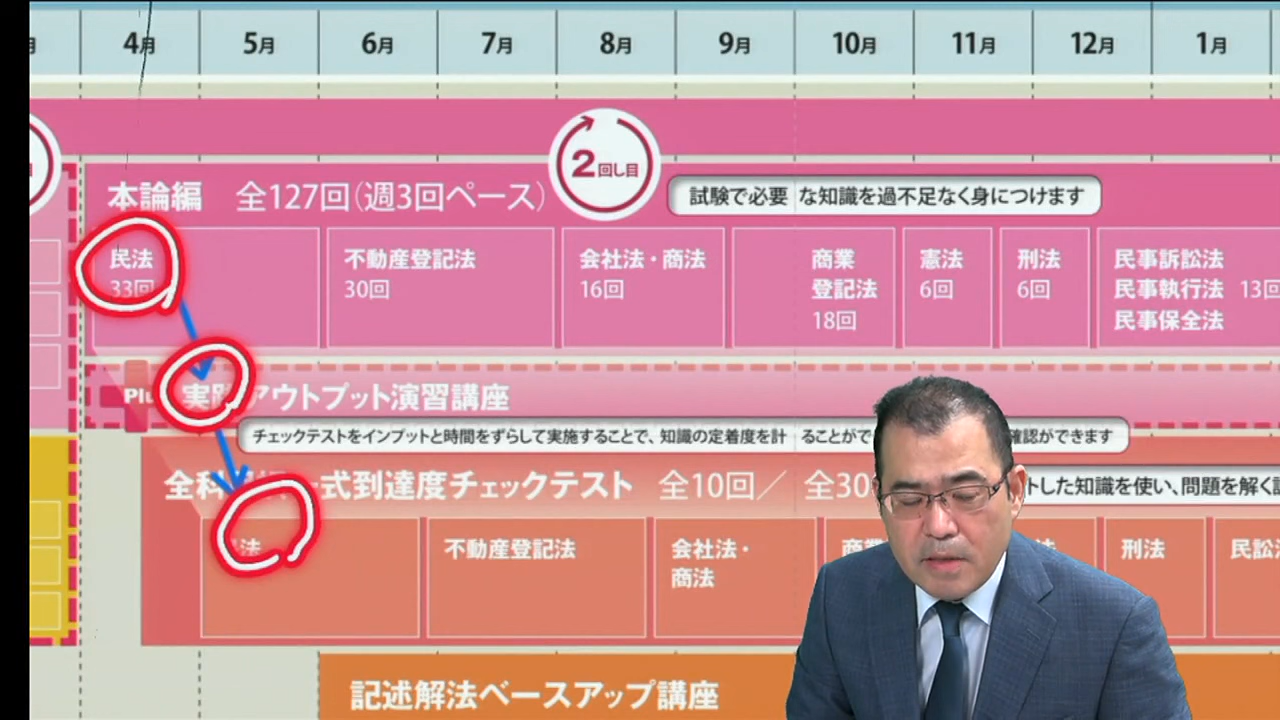 4月 5月 6月 7月 8月 9月 10月 11月 12月 1月
2回し目
本論編 全127回(週3回ペース)
試験で必要 な知識を過不足なく身につけます
民法
33回
不動産登記法
30回
会社法・商法
16回
商業
登記法
18回
憲法
6回
刑法
6回
民事訴訟法
民事執行法 13回
民事保全法
実践アウトプット演習講座
チェックテストをインプットと時間をずらして実施することで、知識の定着度を計 ることがで
確認ができます
式到達度チェックテスト 全10回/ 全30
トした知識を使い、問題を解く
法
不動産登記法
会社法・
商法
商業
法
刑法
民訟
記述解法ベースアップ講座